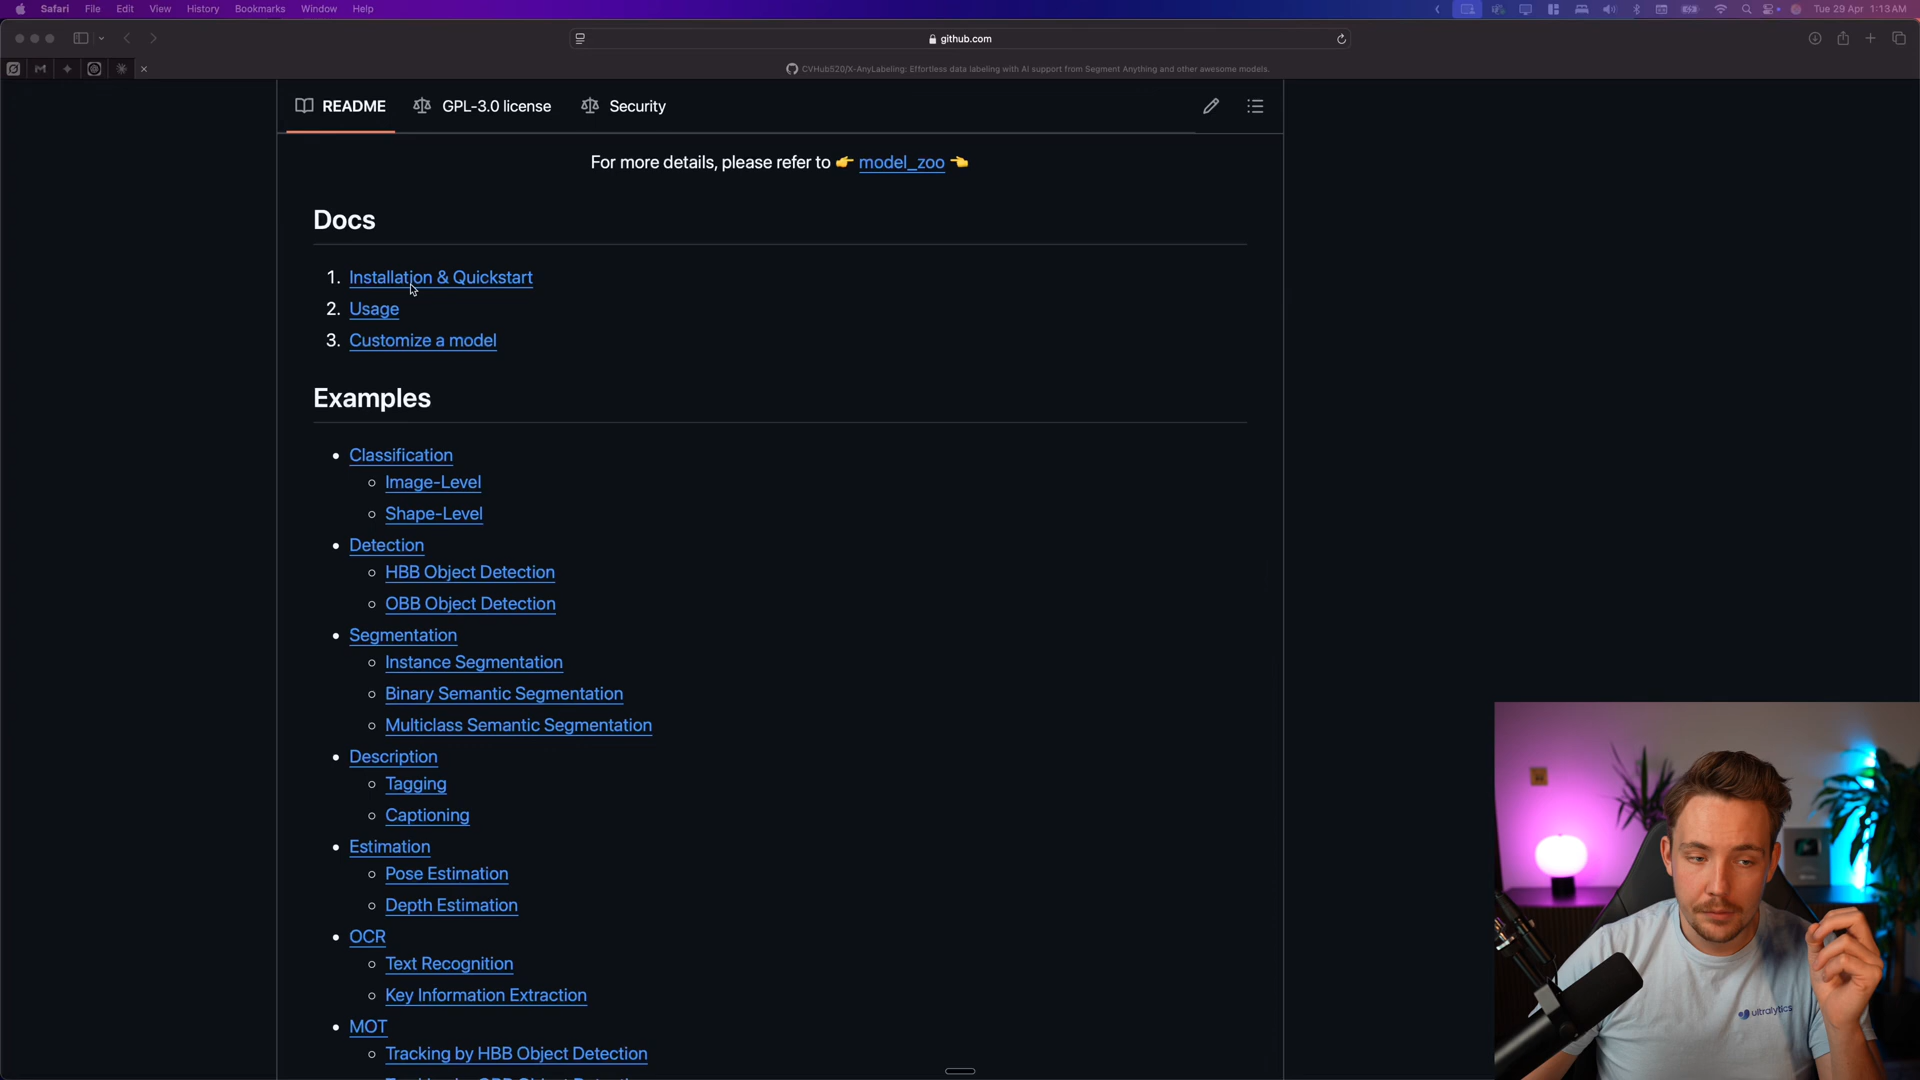 Safari File Edit View History Bookmarks Window Help
Tue 29 Apr 1:13 AM
github.com
CVHub520/X-AnyLabeling: Effortless data labeling with AI support from Segment Anything and other awesome models.
README GPL-3.0 license Security
For more details, please refer to 👉 model_zoo 👈
Docs
1. Installation & Quickstart
2. Usage
3. Customize a model
Examples
• Classification
◦ Image-Level
◦ Shape-Level
• Detection
◦ HBB Object Detection
◦ OBB Object Detection
• Segmentation
◦ Instance Segmentation
◦ Binary Semantic Segmentation
◦ Multiclass Semantic Segmentation
• Description
◦ Tagging
◦ Captioning
• Estimation
◦ Pose Estimation
◦ Depth Estimation
• OCR
◦ Text Recognition
◦ Key Information Extraction
• MOT
◦ Tracking by HBB Object Detection
ultralytics